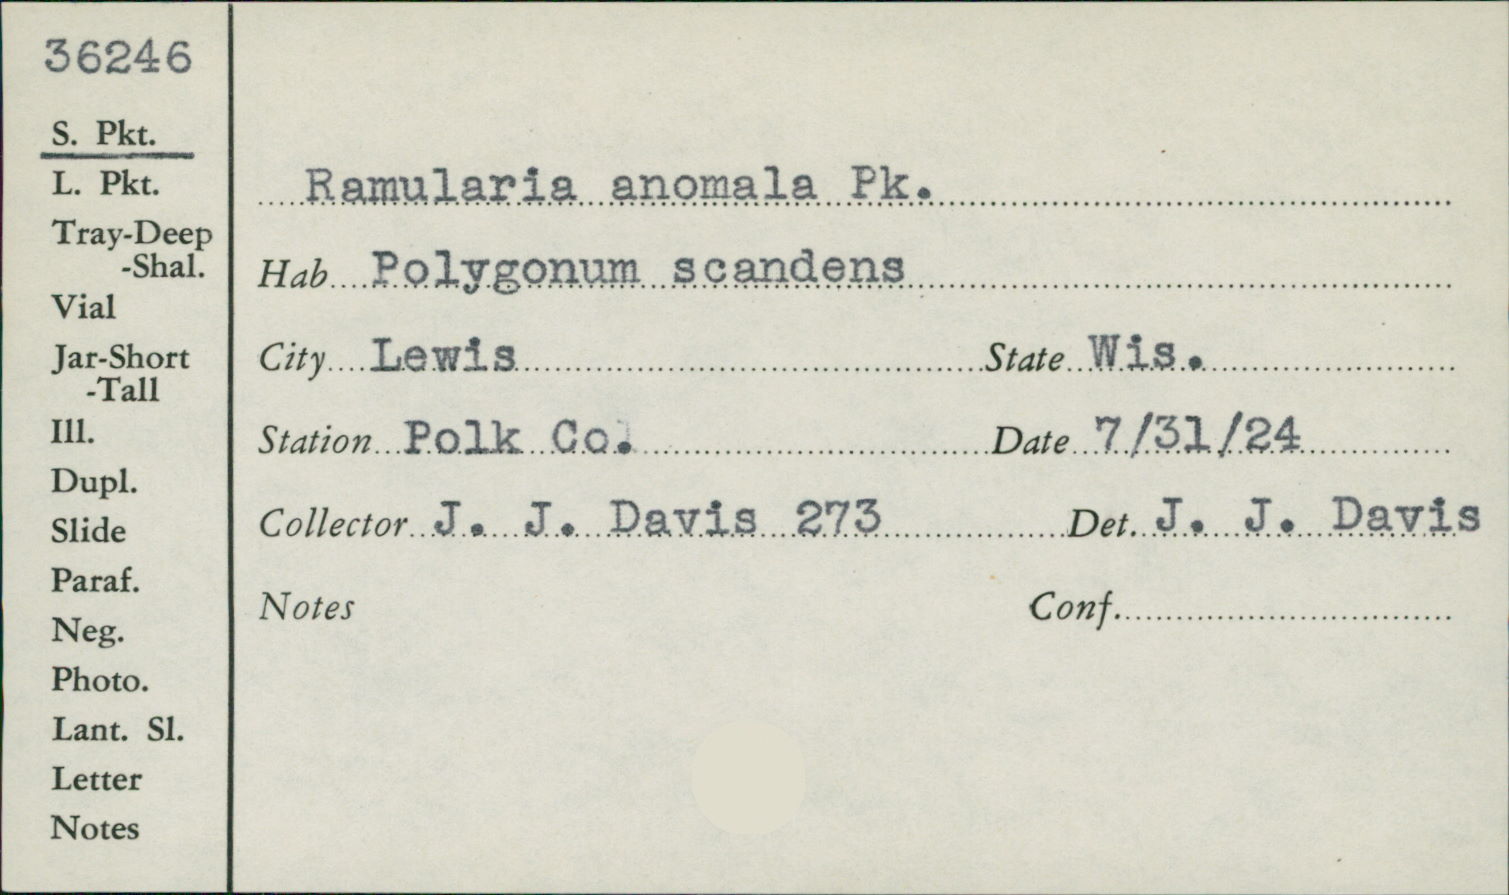 36246
S. Pkt.
L. Pkt.
Tray-Deep
-Shal.
Vial
Jar-Short
-Tall
Ill.
Dupl.
Slide
Paraf.
Neg.
Photo.
Lant. Sl.
Letter
Notes
Ramularia anomala Pk.
Hab Polygonum scandens
City Lewis State Wis.
Station Polk Co. Date 7/31/24
Collector J. J. Davis 273 Det. J. J. Davis
Notes Conf.